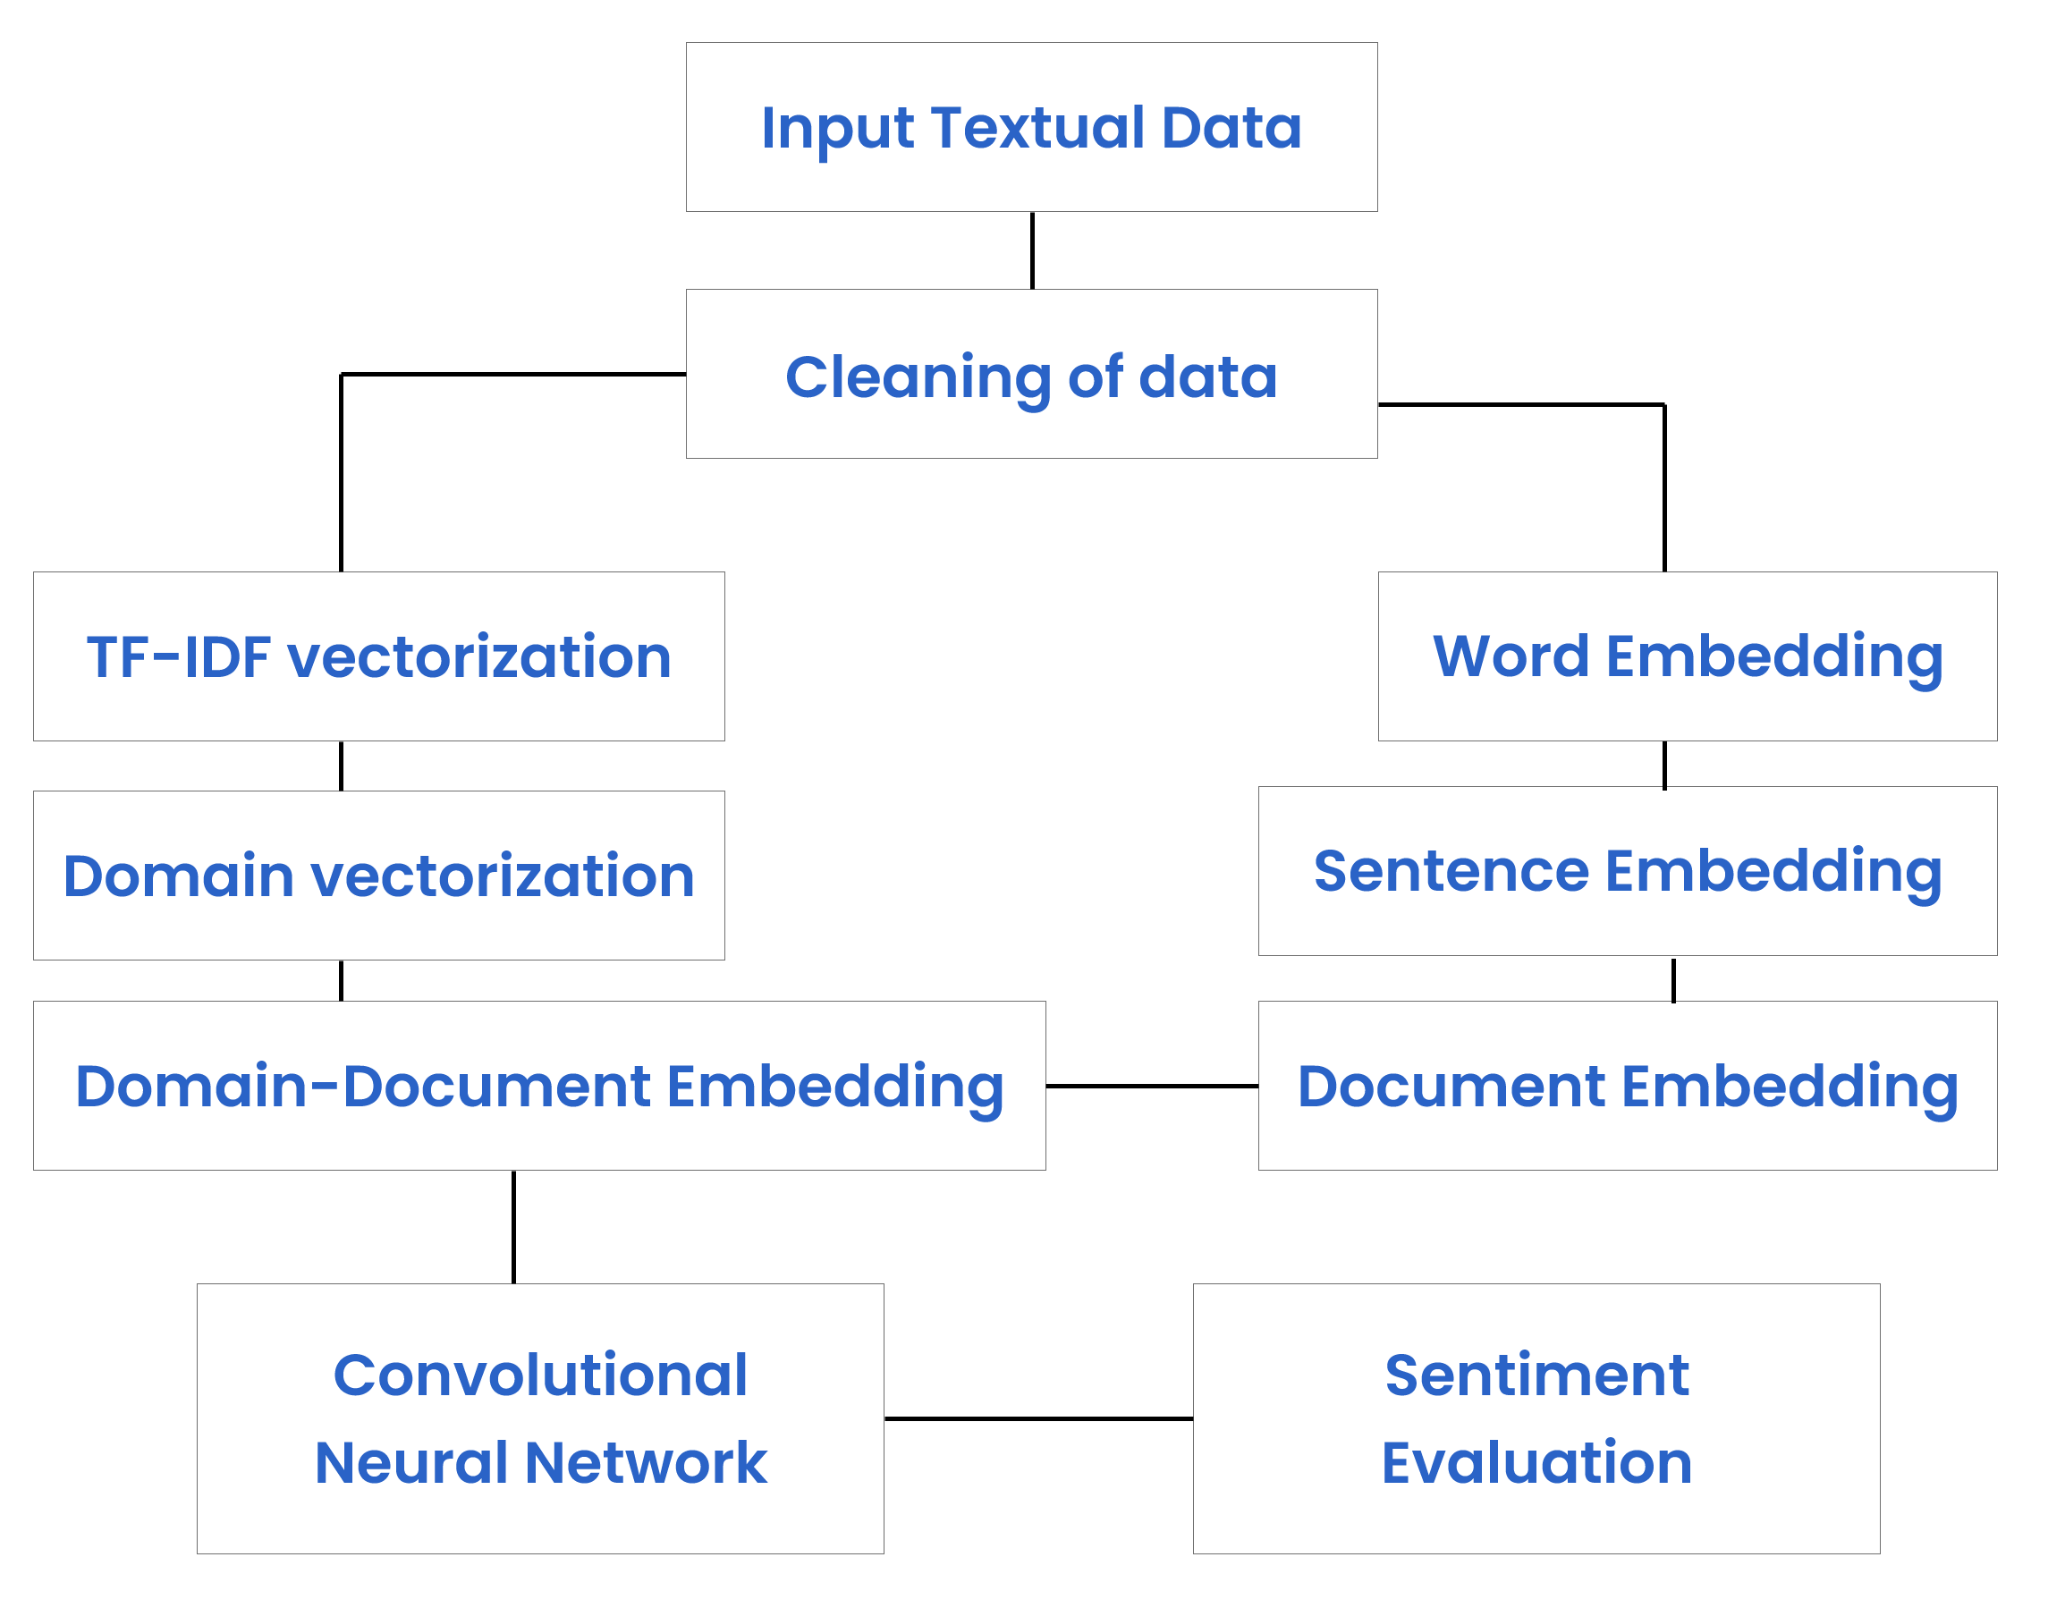 Input Textual Data
Cleaning of data
TF-IDF vectorization
Word Embedding
Domain vectorization
Sentence Embedding
Domain-Document Embedding
Document Embedding
Convolutional
Neural Network
Sentiment
Evaluation